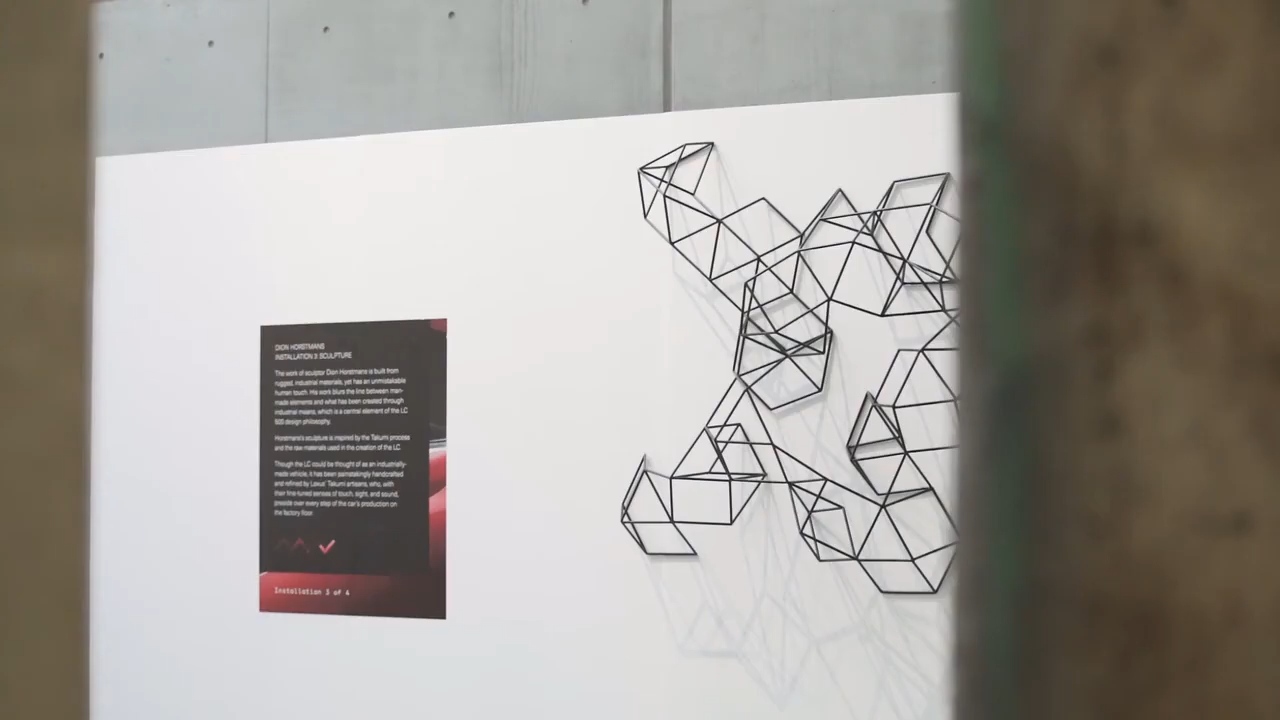 DION HORSTMANS
INSTALLATION 3: SCULPTURE
The work of sculptor Dion Horstmans is built from
rugged, industrial materials, yet has an unmistakable
human touch. His work blurs the line between man-
made elements and what has been created through
industrial means, which is a central element of the LC
500 design philosophy.
Horstmans's sculpture is inspired by the Takumi process
and the raw materials used in the creation of the LC.
Though the LC could be thought of as an industrially-
made vehicle, it has been painstakingly handcrafted
and refined by Lexus' Takumi artisans, who, with
their fine-tuned senses of touch, sight, and sound,
preside over every step of the car's production on
the factory floor.
Installation 3 of 4